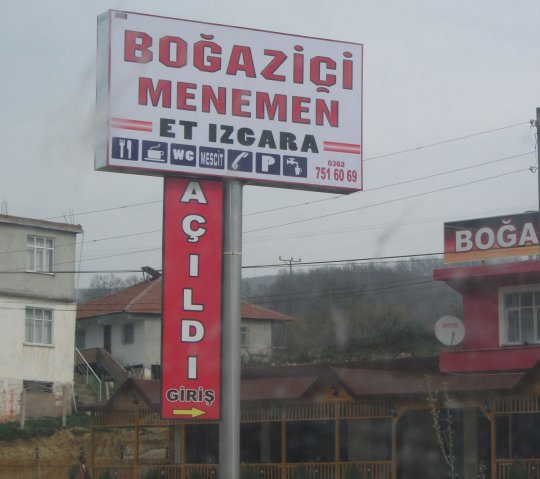 BOĞAZİÇİ
MENEMEN
ET IZGARA
WC MESCİT P
0362
751 60 69
AÇILDI
GİRİŞ
BOĞA